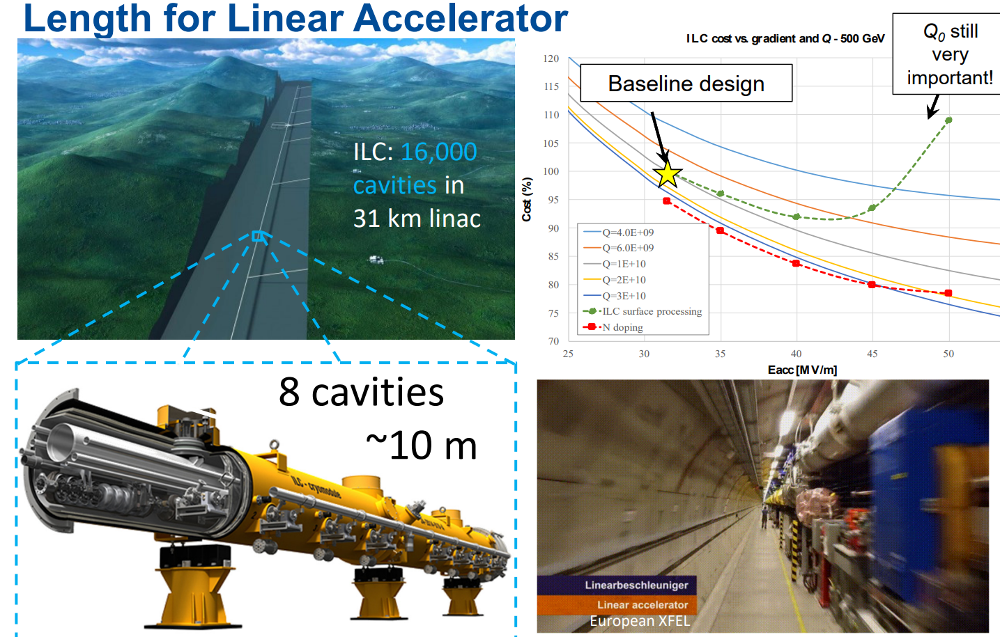 Length for Linear Accelerator
ILC: 16,000
cavities in
31 km linac
8 cavities
~10 m
ILC - cryomodule
ILC cost vs. gradient and Q - 500 GeV
Q0 still
very
important!
Baseline design
Cost (%)
120
115
110
105
100
95
90
85
80
75
70
Q=4.0E+09
Q=6.0E+09
Q=1E+10
Q=2E+10
Q=3E+10
ILC surface processing
N doping
25 30 35 40 45 50
Eacc [MV/m]
Linearbeschleuniger
Linear accelerator
European XFEL